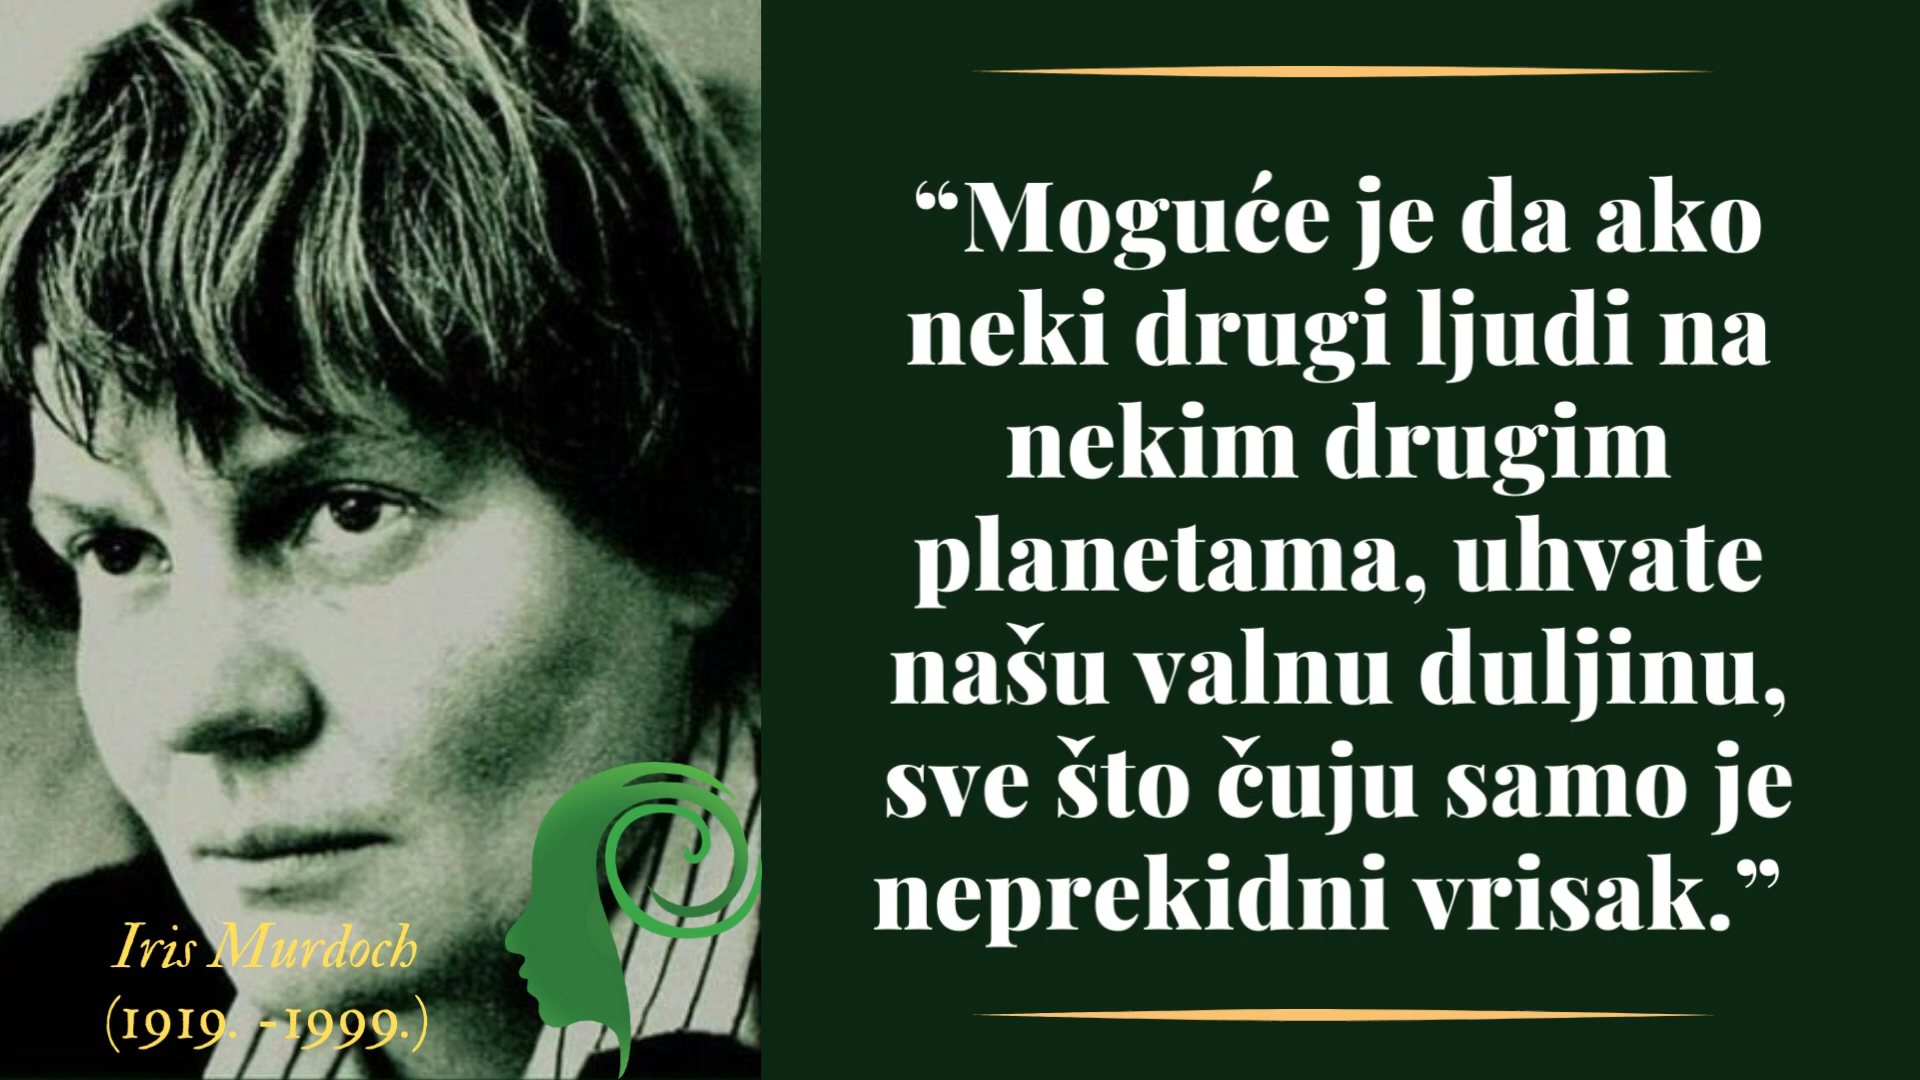 “Moguće je da ako
neki drugi ljudi na
nekim drugim
planetama, uhvate
našu valnu duljinu,
sve što čuju samo je
neprekidni vrisak.”
Iris Murdoch
(1919. -1999.)